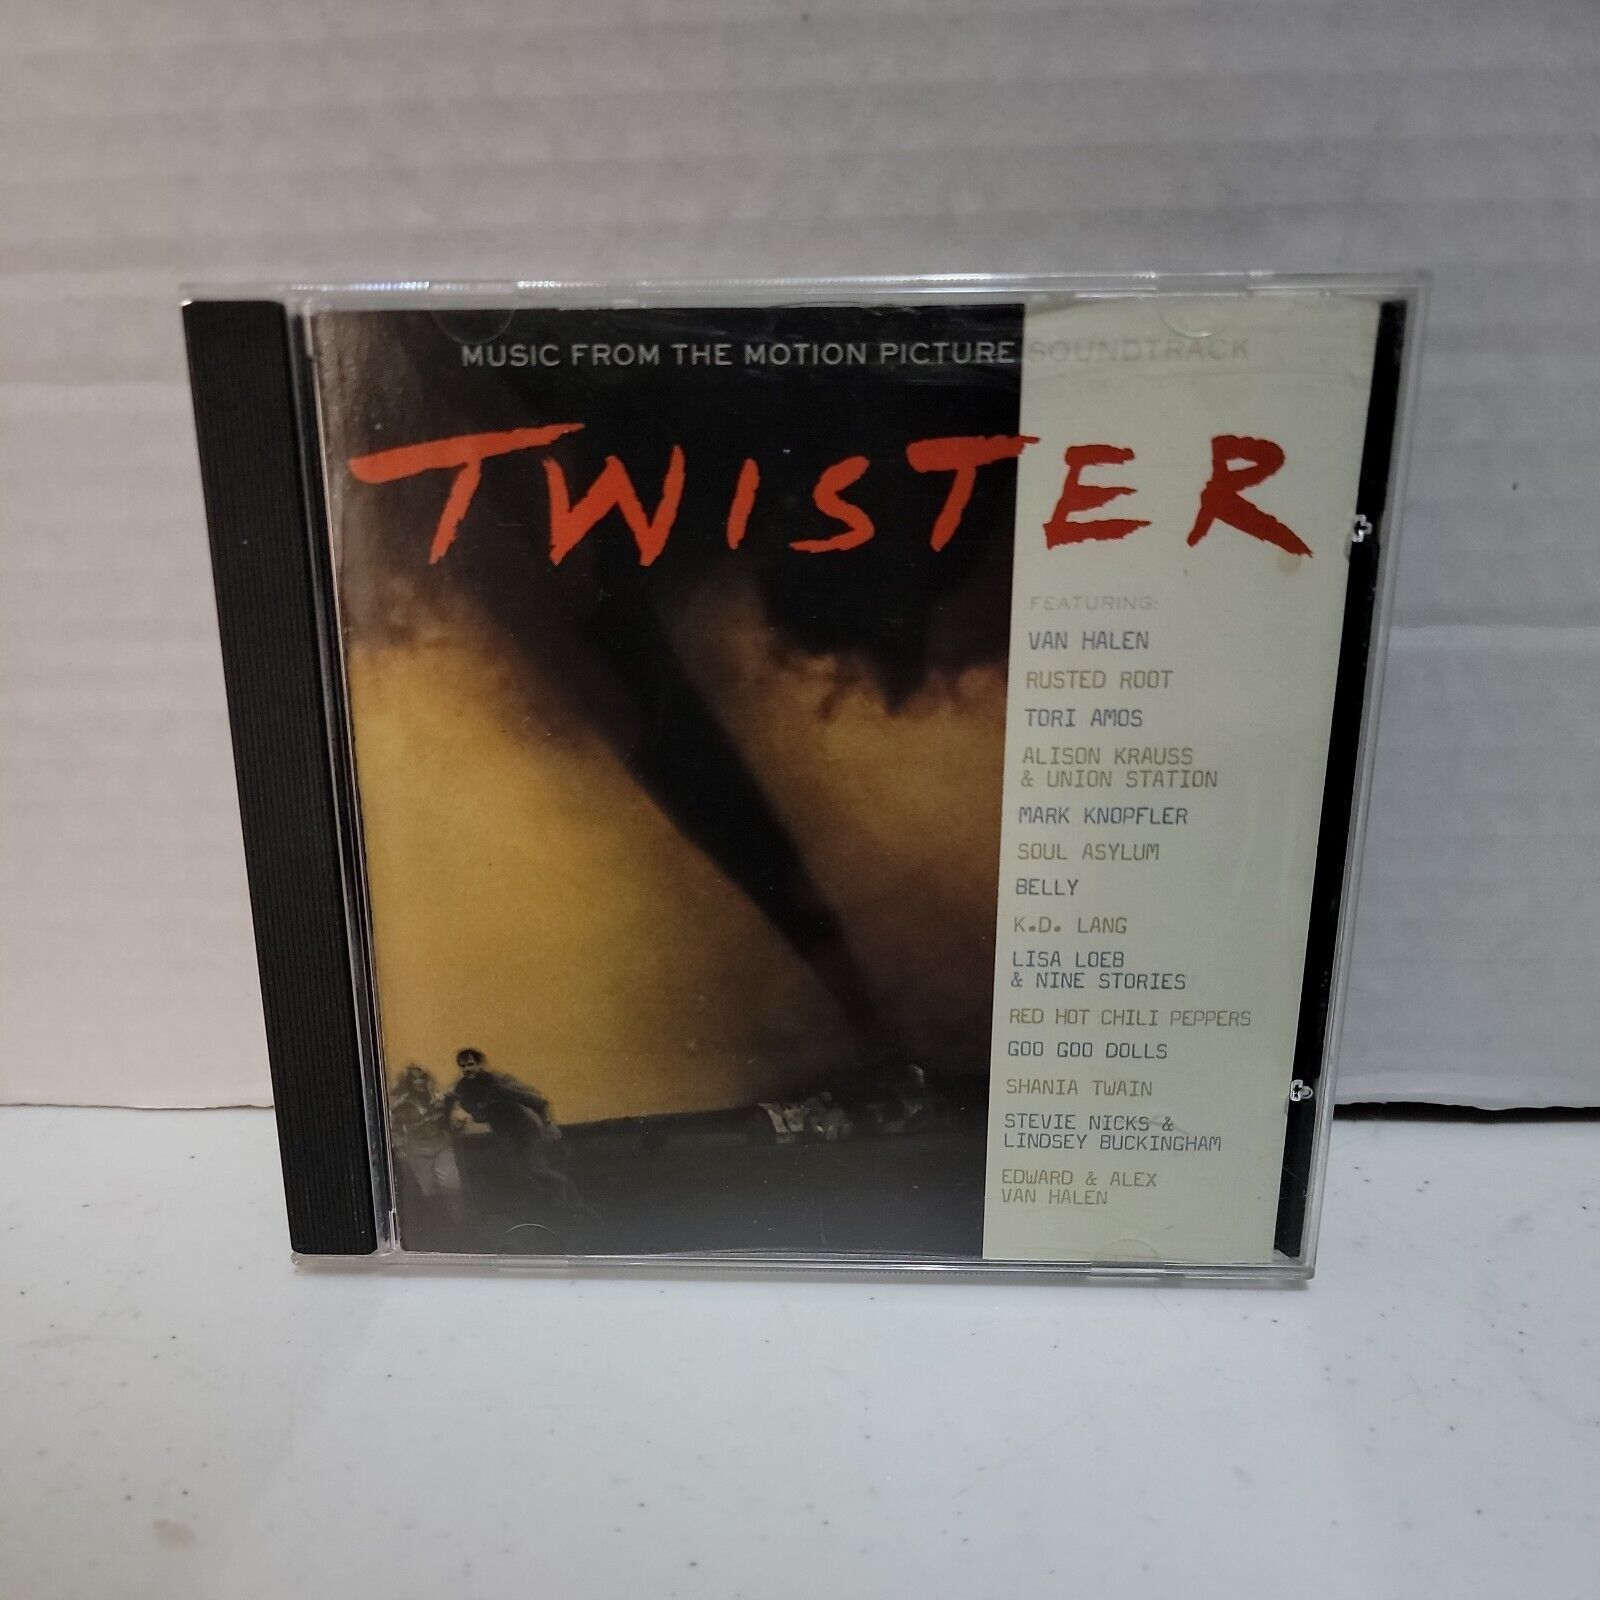 MUSIC FROM THE MOTION PICTURE SOUNDTRACK
TWISTER
FEATURING:
VAN HALEN
RUSTED ROOT
TORI AMOS
ALISON KRAUSS
& UNION STATION
MARK KNOPFLER
SOUL ASYLUM
BELLY
K.D. LANG
LISA LOEB
& NINE STORIES
RED HOT CHILI PEPPERS
GOO GOO DOLLS
SHANIA TWAIN
STEVIE NICKS &
LINDSEY BUCKINGHAM
EDWARD & ALEX
VAN HALEN